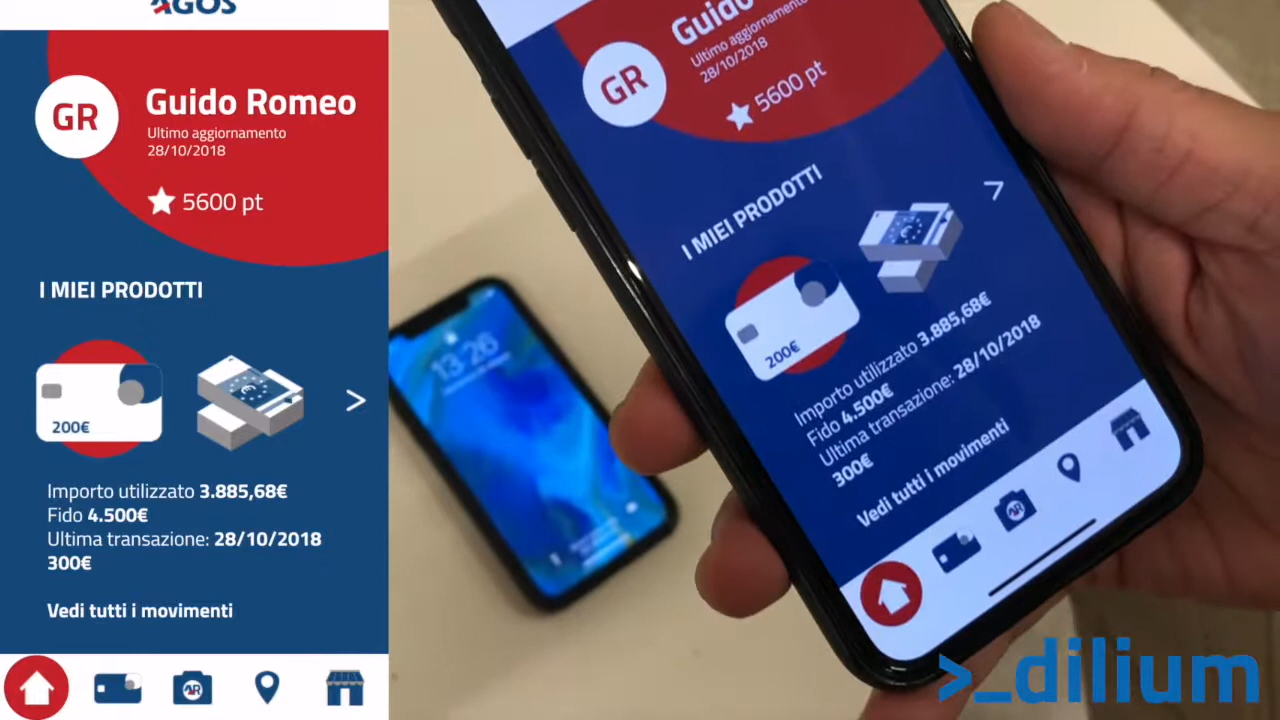 AGOS
GR
Guido Romeo
Ultimo aggiornamento
28/10/2018
5600 pt
I MIEI PRODOTTI
200€
>
Importo utilizzato 3.885,68€
Fido 4.500€
Ultima transazione: 28/10/2018
300€
Vedi tutti i movimenti
AR
GR
Guido
Ultimo aggiornamento
28/10/2018
5600 pt
I MIEI PRODOTTI
>
200€
Importo utilizzato 3.885,68€
Fido 4.500€
Ultima transazione: 28/10/2018
300€
Vedi tutti i movimenti
AR
13 26
>_dilium